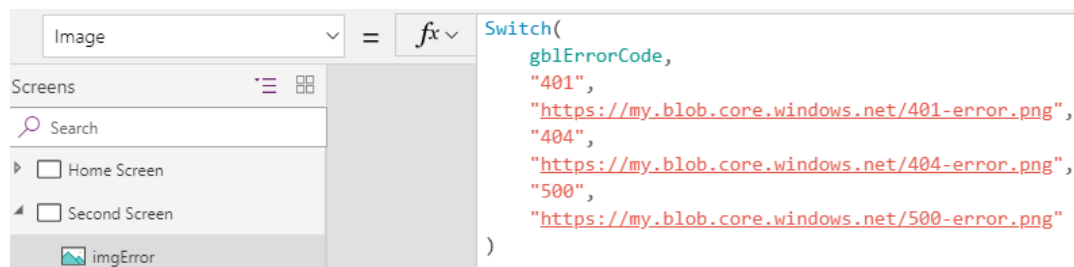 Image
=
fx
Switch(
gblErrorCode,
"401",
"https://my.blob.core.windows.net/401-error.png",
"404",
"https://my.blob.core.windows.net/404-error.png",
"500",
"https://my.blob.core.windows.net/500-error.png"
)
Screens
Search
Home Screen
Second Screen
imgError